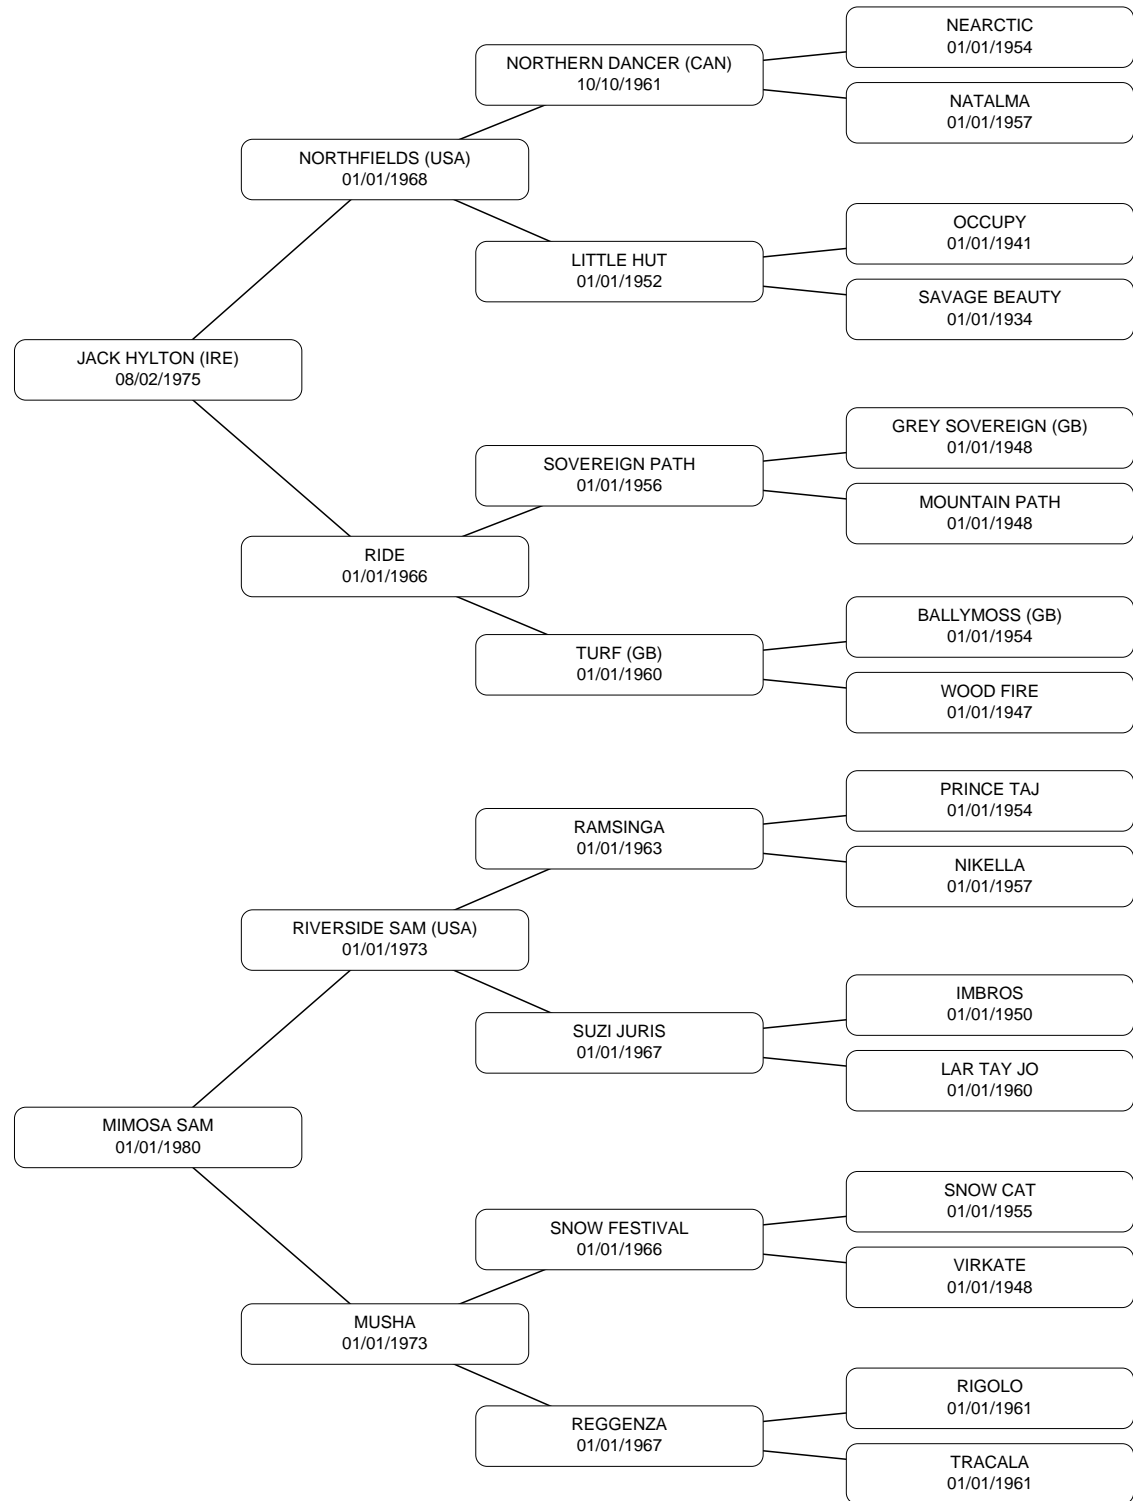 NEARCTIC
01/01/1954
NORTHERN DANCER (CAN)
10/10/1961
NATALMA
01/01/1957
NORTHFIELDS (USA)
01/01/1968
OCCUPY
01/01/1941
LITTLE HUT
01/01/1952
SAVAGE BEAUTY
01/01/1934
JACK HYLTON (IRE)
08/02/1975
GREY SOVEREIGN (GB)
01/01/1948
SOVEREIGN PATH
01/01/1956
MOUNTAIN PATH
01/01/1948
RIDE
01/01/1966
BALLYMOSS (GB)
01/01/1954
TURF (GB)
01/01/1960
WOOD FIRE
01/01/1947
PRINCE TAJ
01/01/1954
RAMSINGA
01/01/1963
NIKELLA
01/01/1957
RIVERSIDE SAM (USA)
01/01/1973
IMBROS
01/01/1950
SUZI JURIS
01/01/1967
LAR TAY JO
01/01/1960
MIMOSA SAM
01/01/1980
SNOW CAT
01/01/1955
SNOW FESTIVAL
01/01/1966
VIRKATE
01/01/1948
MUSHA
01/01/1973
RIGOLO
01/01/1961
REGGENZA
01/01/1967
TRACALA
01/01/1961